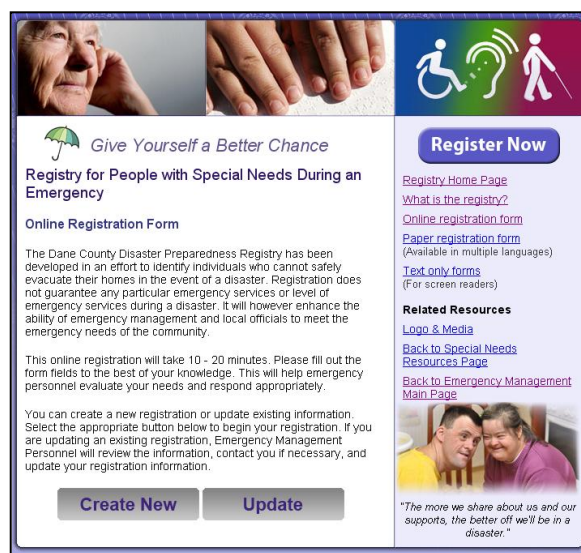 Give Yourself a Better Chance
Registry for People with Special Needs During an
Emergency
Online Registration Form
The Dane County Disaster Preparedness Registry has been
developed in an effort to identify individuals who cannot safely
evacuate their homes in the event of a disaster. Registration does
not guarantee any particular emergency services or level of
emergency services during a disaster. It will however enhance the
ability of emergency management and local officials to meet the
emergency needs of the community.
This online registration will take 10 - 20 minutes. Please fill out the
form fields to the best of your knowledge. This will help emergency
personnel evaluate your needs and respond appropriately.
You can create a new registration or update existing information.
Select the appropriate button below to begin your registration. If you
are updating an existing registration, Emergency Management
Personnel will review the information, contact you if necessary, and
update your registration information.
Create New
Update
Register Now
Registry Home Page
What is the registry?
Online registration form
Paper registration form
(Available in multiple languages)
Text only forms
(For screen readers)
Related Resources
Logo & Media
Back to Special Needs
Resources Page
Back to Emergency Management
Main Page
"The more we share about us and our
supports, the better off we'll be in a
disaster."